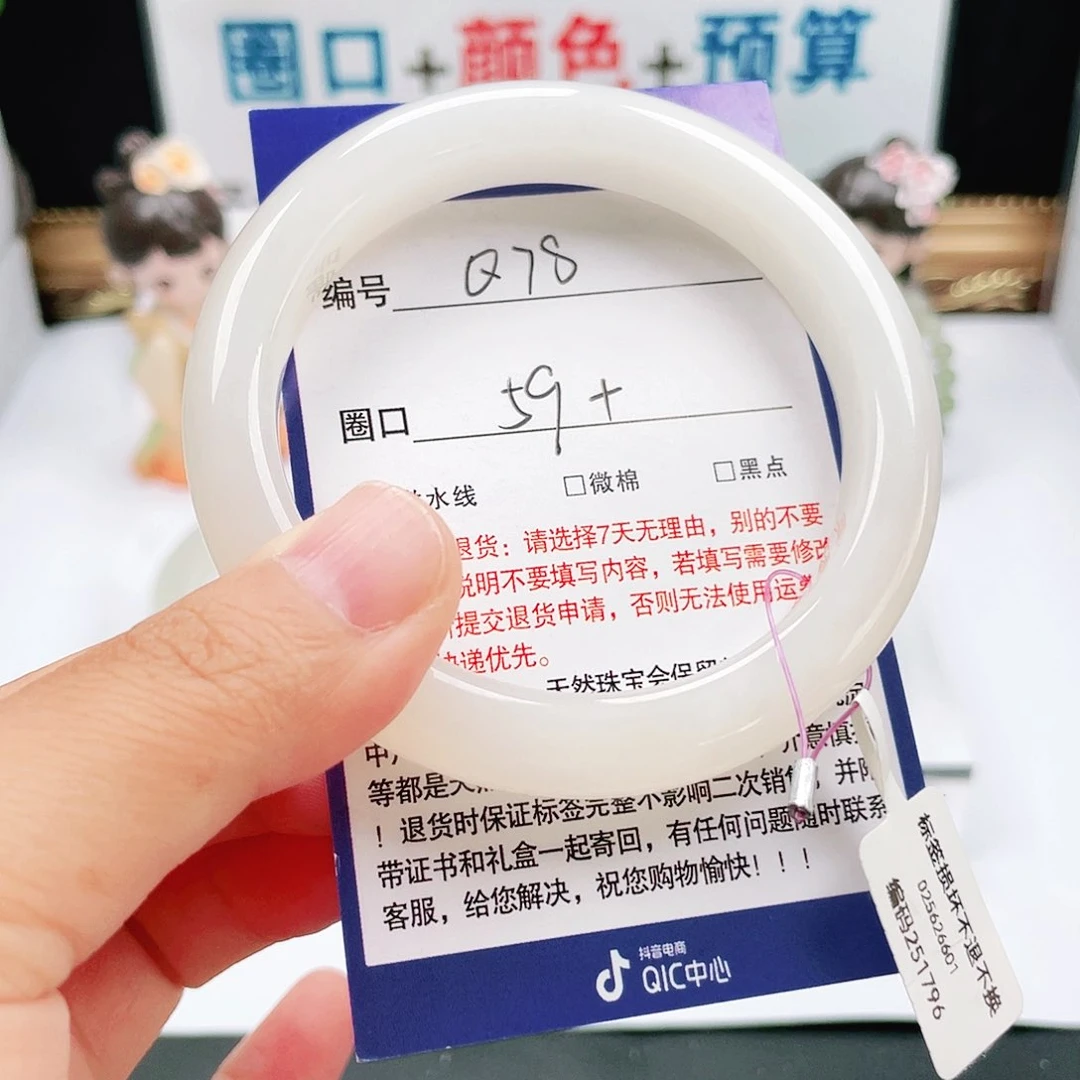 圈口+颜色+预算
编号 Q78
圈口 59+
水线 □微棉 □黑点
退货：请选择7天无理由，别的不要
说明不要填写内容，若填写需要修改
提交退货申请，否则无法使用运费
快递优先。
天然珠宝会保留
介意慎
等都是天然
！退货时保证标签完整不影响二次销售，并附
带证书和礼盒一起寄回，有任何问题随时联系
客服，给您解决，祝您购物愉快！！！
抖音电商
QIC中心
标签损坏不退不换
025626601
编码251796